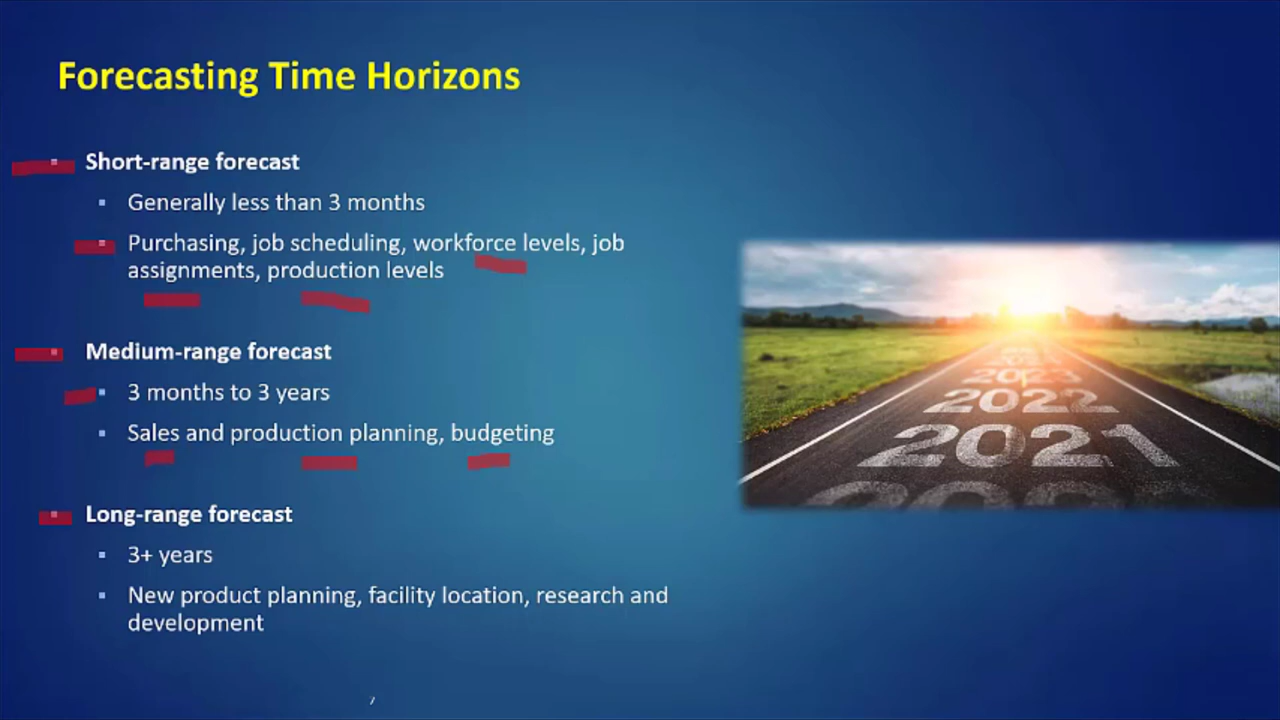 Forecasting Time Horizons
Short-range forecast
Generally less than 3 months
Purchasing, job scheduling, workforce levels, job
assignments, production levels
Medium-range forecast
3 months to 3 years
Sales and production planning, budgeting
Long-range forecast
3+ years
New product planning, facility location, research and
development
2023
2022
2021
7